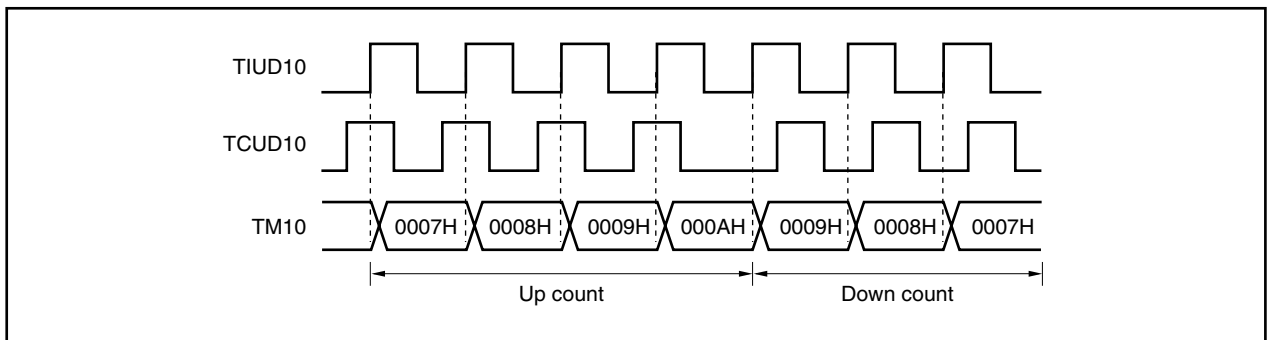 TIUD10
TCUD10
TM10 0007H 0008H 0009H 000AH 0009H 0008H 0007H
Up count Down count